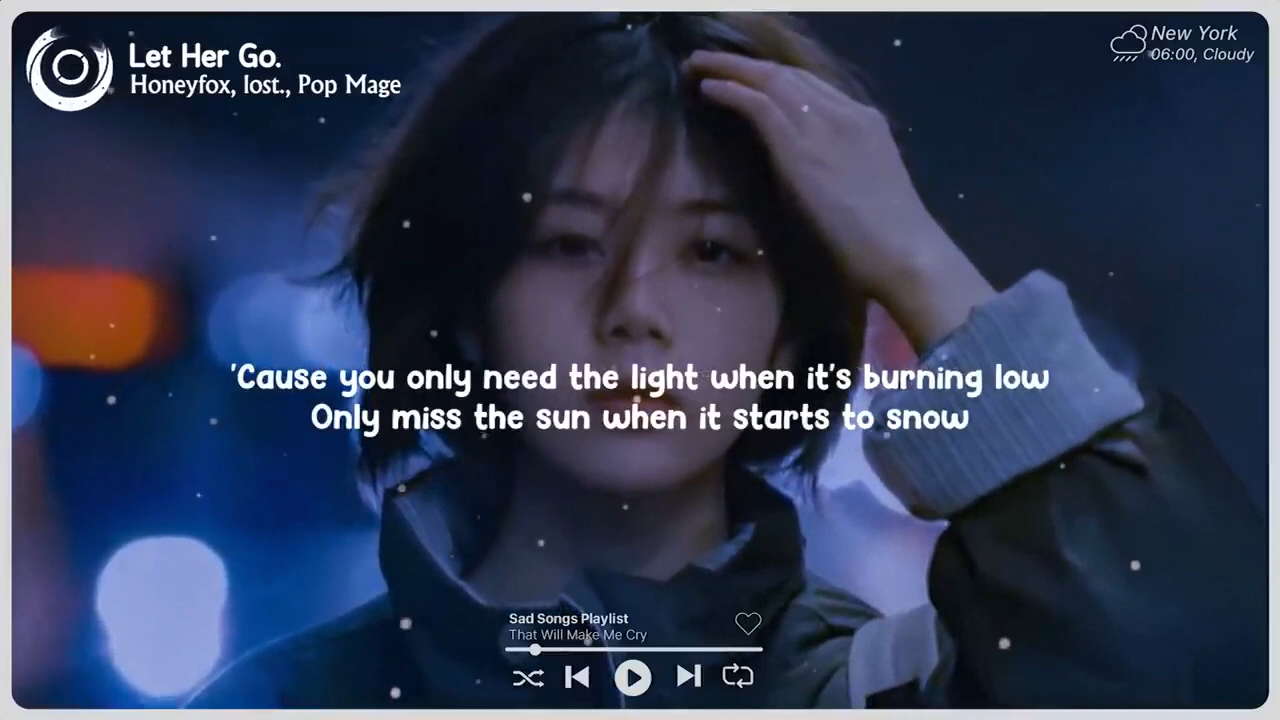 Let Her Go.
Honeyfox, lost., Pop Mage
New York
06:00, Cloudy
'Cause you only need the light when it's burning low
Only miss the sun when it starts to snow
Sad Songs Playlist
That Will Make Me Cry